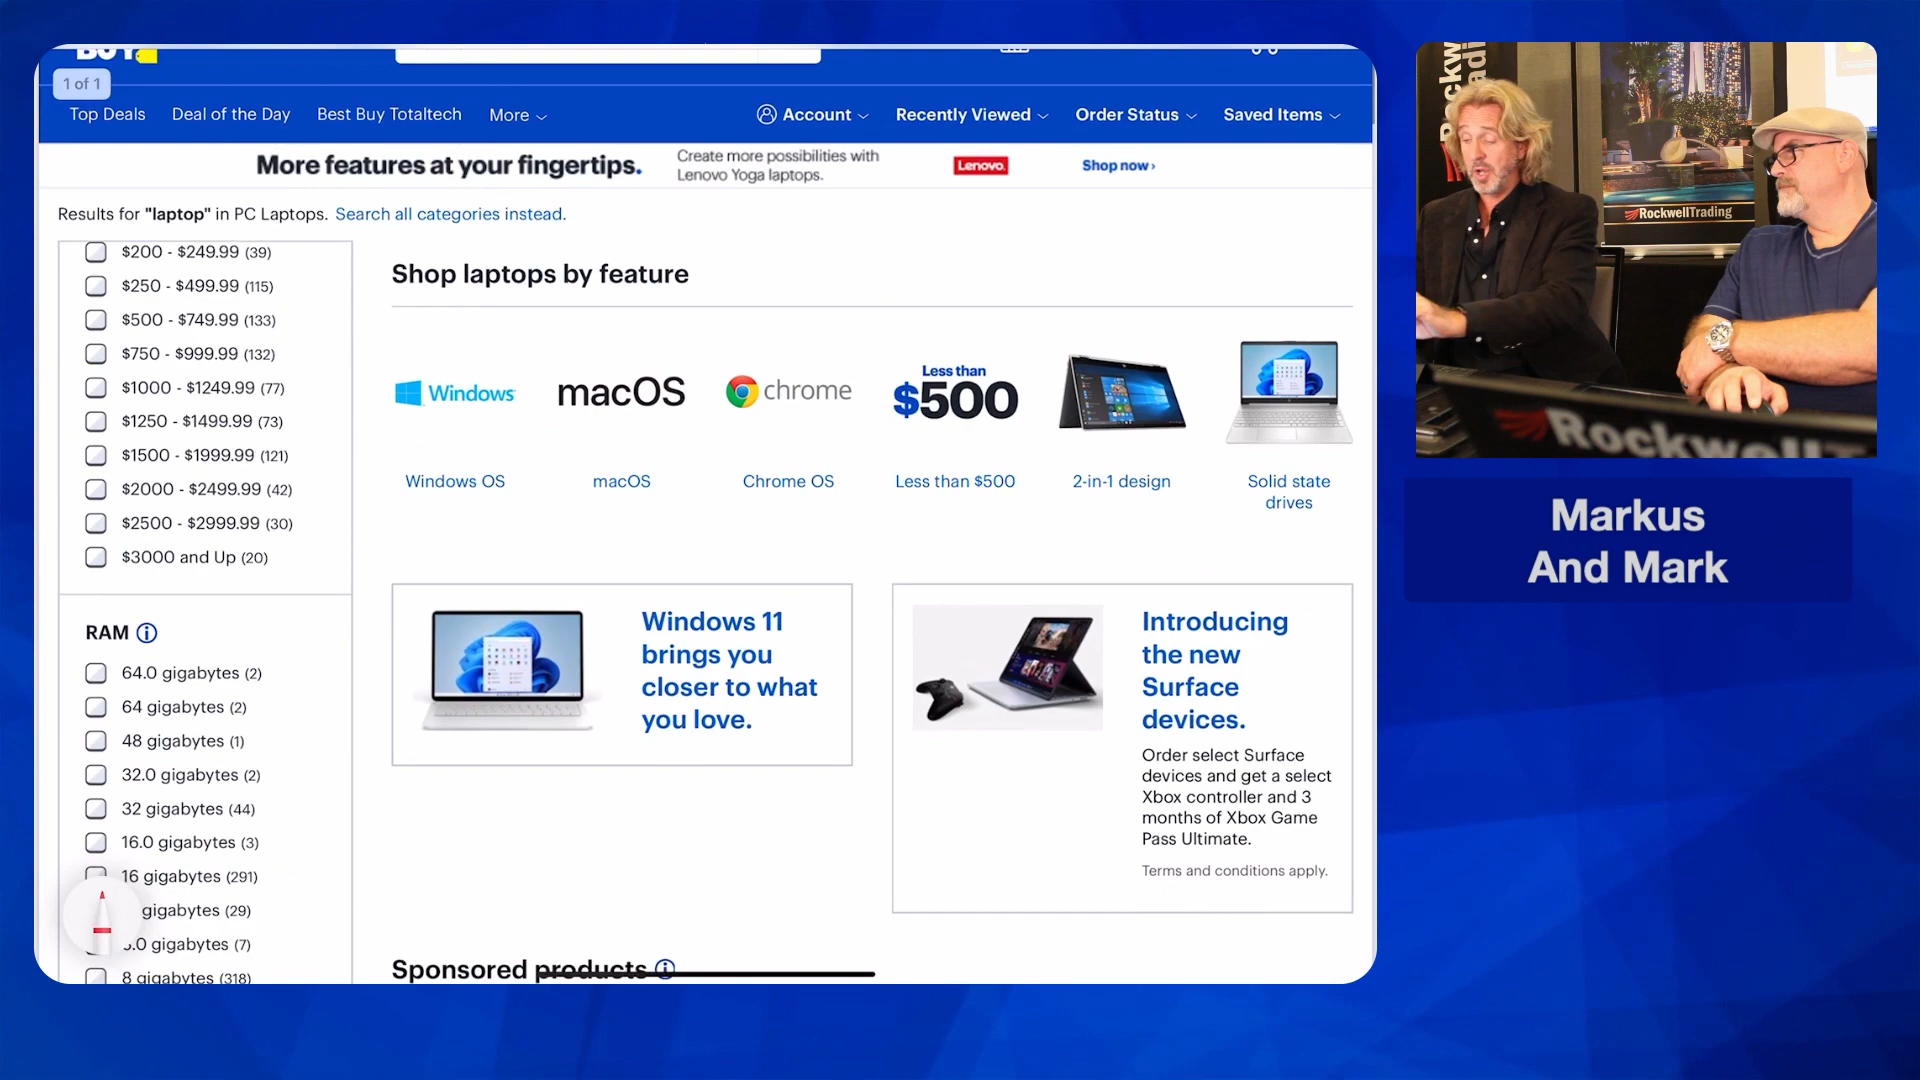 BUY
1 of 1
Top Deals
Deal of the Day
Best Buy Totaltech
More
Account
Recently Viewed
Order Status
Saved Items
More features at your fingertips.
Create more possibilities with
Lenovo Yoga laptops.
Lenovo
Shop now ›
Results for "laptop" in PC Laptops. Search all categories instead.
$200 - $249.99 (39)
$250 - $499.99 (115)
$500 - $749.99 (133)
$750 - $999.99 (132)
$1000 - $1249.99 (77)
$1250 - $1499.99 (73)
$1500 - $1999.99 (121)
$2000 - $2499.99 (42)
$2500 - $2999.99 (30)
$3000 and Up (20)
RAM
64.0 gigabytes (2)
64 gigabytes (2)
48 gigabytes (1)
32.0 gigabytes (2)
32 gigabytes (44)
16.0 gigabytes (3)
16 gigabytes (291)
gigabytes (29)
.0 gigabytes (7)
8 gigabytes (318)
Shop laptops by feature
Windows
macOS
chrome
Less than
$500
Windows OS
macOS
Chrome OS
Less than $500
2-in-1 design
Solid state
drives
Windows 11
brings you
closer to what
you love.
Introducing
the new
Surface
devices.
Order select Surface
devices and get a select
Xbox controller and 3
months of Xbox Game
Pass Ultimate.
Terms and conditions apply.
Sponsored products
RockwellTrading
Markus
And Mark